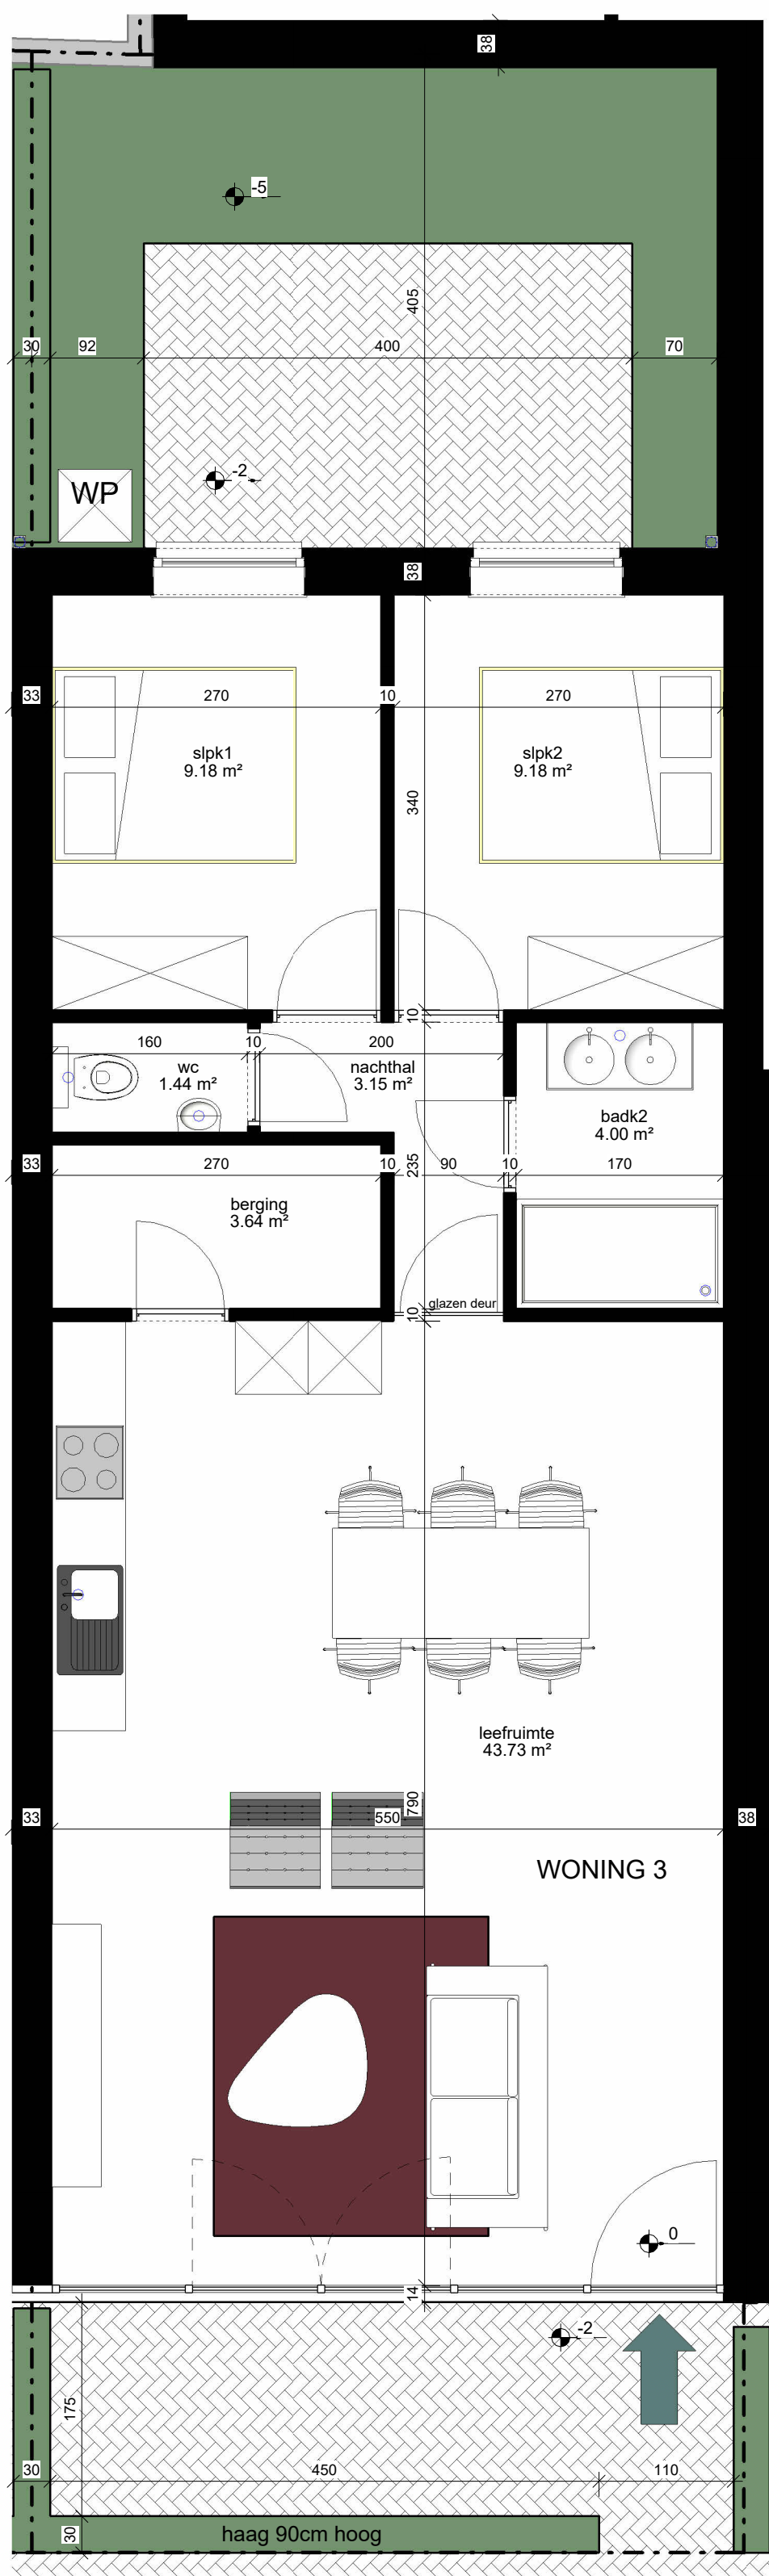 38
-5
405
30
92
400
70
-2
WP
38
33
270
10
270
slpk1
9.18 m²
slpk2
9.18 m²
340
10
160
10
200
wc
1.44 m²
nachthal
3.15 m²
badk2
4.00 m²
33
270
10
235
90
10
170
berging
3.64 m²
glazen deur
10
leefruimte
43.73 m²
790
33
550
38
WONING 3
0
14
-2
175
30
450
110
30
haag 90cm hoog